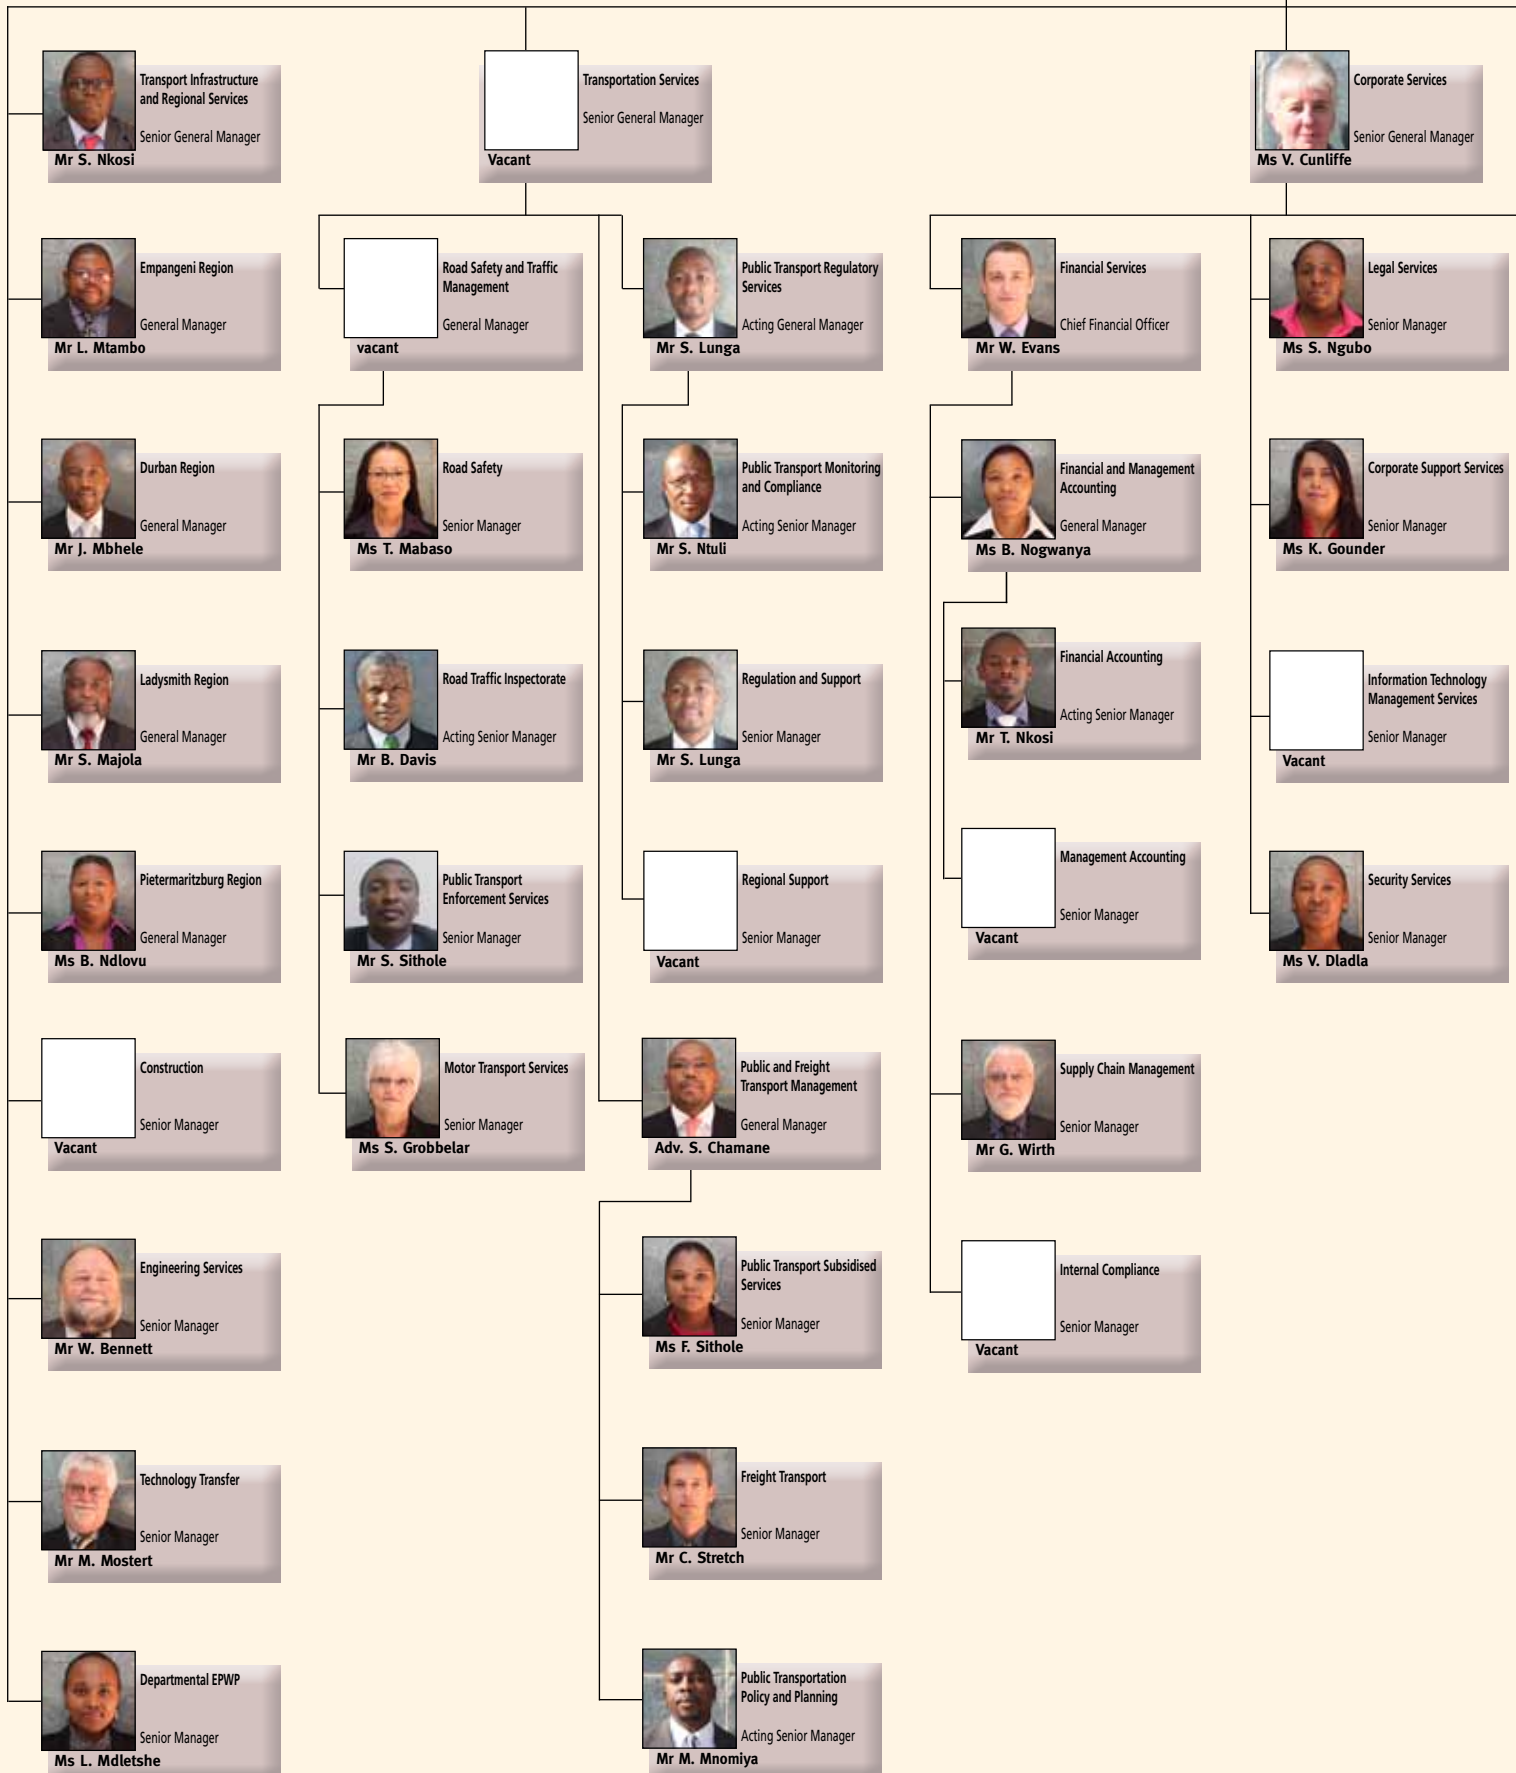 Transport Infrastructure
and Regional Services
Senior General Manager
Mr S. Nkosi
Empangeni Region
General Manager
Mr L. Mtambo
Durban Region
General Manager
Mr J. Mbhele
Ladysmith Region
General Manager
Mr S. Majola
Pietermaritzburg Region
General Manager
Ms B. Ndlovu
Construction
Senior Manager
Vacant
Engineering Services
Senior Manager
Mr W. Bennett
Technology Transfer
Senior Manager
Mr M. Mostert
Departmental EPWP
Senior Manager
Ms L. Mdletshe
Transportation Services
Senior General Manager
Vacant
Road Safety and Traffic
Management
General Manager
vacant
Road Safety
Senior Manager
Ms T. Mabaso
Road Traffic Inspectorate
Acting Senior Manager
Mr B. Davis
Public Transport
Enforcement Services
Senior Manager
Mr S. Sithole
Motor Transport Services
Senior Manager
Ms S. Grobbelar
Public Transport Regulatory
Services
Acting General Manager
Mr S. Lunga
Public Transport Monitoring
and Compliance
Acting Senior Manager
Mr S. Ntuli
Regulation and Support
Senior Manager
Mr S. Lunga
Regional Support
Senior Manager
Vacant
Public and Freight
Transport Management
General Manager
Adv. S. Chamane
Public Transport Subsidised
Services
Senior Manager
Ms F. Sithole
Freight Transport
Senior Manager
Mr C. Stretch
Public Transportation
Policy and Planning
Acting Senior Manager
Mr M. Mnomiya
Corporate Services
Senior General Manager
Ms V. Cunliffe
Financial Services
Chief Financial Officer
Mr W. Evans
Financial and Management
Accounting
General Manager
Ms B. Nogwanya
Financial Accounting
Acting Senior Manager
Mr T. Nkosi
Management Accounting
Senior Manager
Vacant
Supply Chain Management
Senior Manager
Mr G. Wirth
Internal Compliance
Senior Manager
Vacant
Legal Services
Senior Manager
Ms S. Ngubo
Corporate Support Services
Senior Manager
Ms K. Gounder
Information Technology
Management Services
Senior Manager
Vacant
Security Services
Senior Manager
Ms V. Dladla